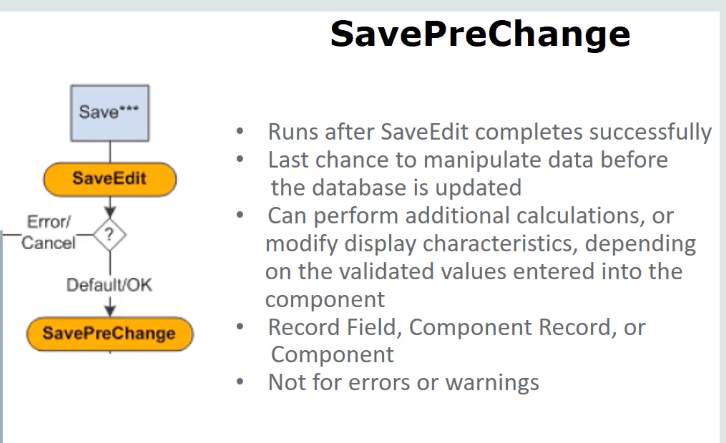 SavePreChange
Save***
SaveEdit
Error/
Cancel
?
Default/OK
SavePreChange
• Runs after SaveEdit completes successfully
• Last chance to manipulate data before
the database is updated
• Can perform additional calculations, or
modify display characteristics, depending
on the validated values entered into the
component
• Record Field, Component Record, or
Component
• Not for errors or warnings